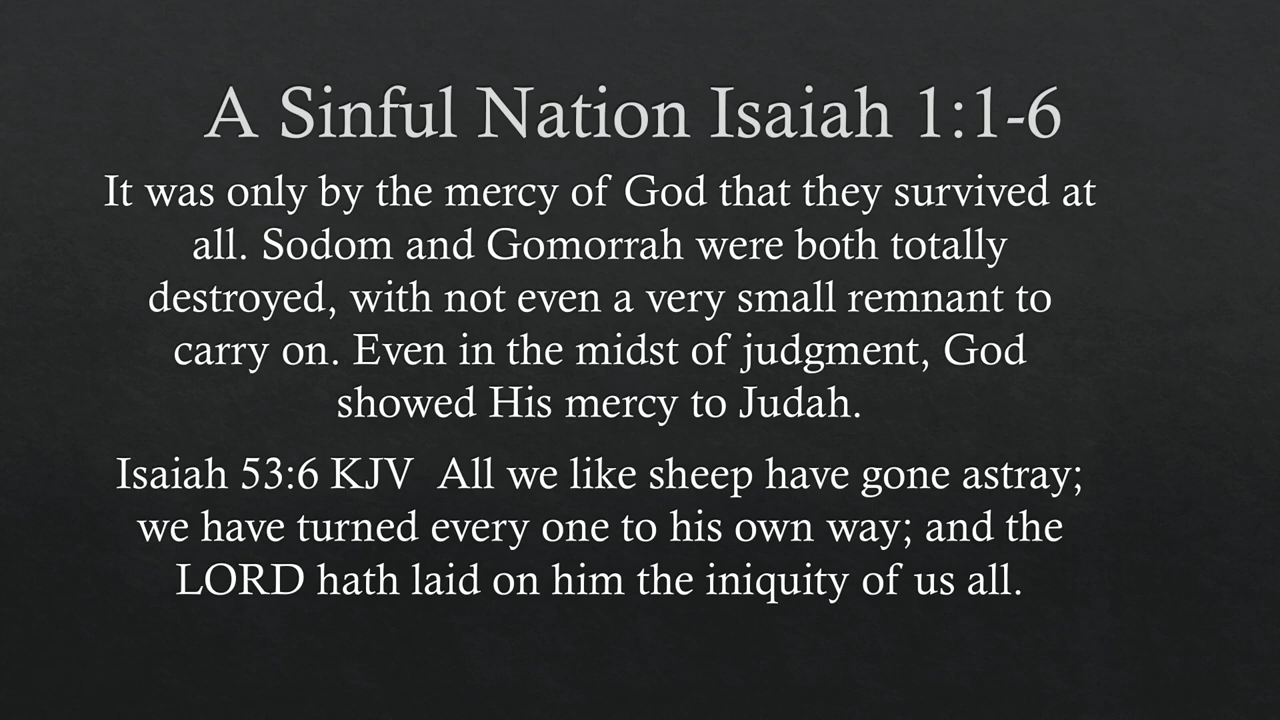 A Sinful Nation Isaiah 1:1-6
It was only by the mercy of God that they survived at
all. Sodom and Gomorrah were both totally
destroyed, with not even a very small remnant to
carry on. Even in the midst of judgment, God
showed His mercy to Judah.
Isaiah 53:6 KJV  All we like sheep have gone astray;
we have turned every one to his own way; and the
LORD hath laid on him the iniquity of us all.